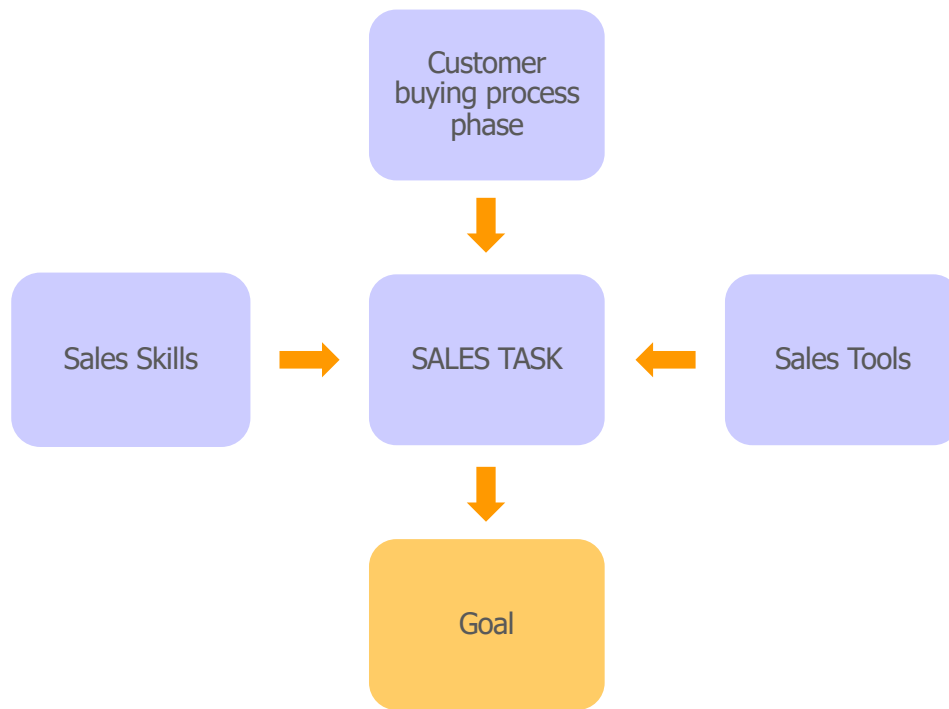 Customer
buying process
phase
Sales Skills
SALES TASK
Sales Tools
Goal